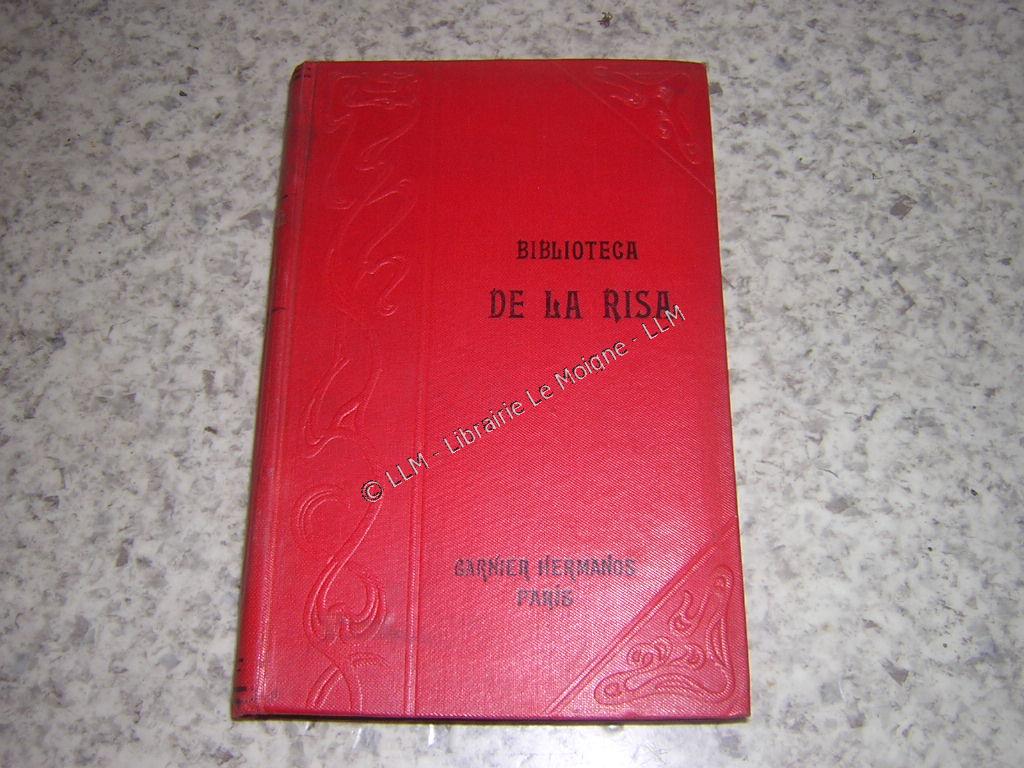 BIBLIOTECA
DE LA RISA
© LLM - Librairie Le Moigne - LLM
GARNIER HERMANOS
PARIS